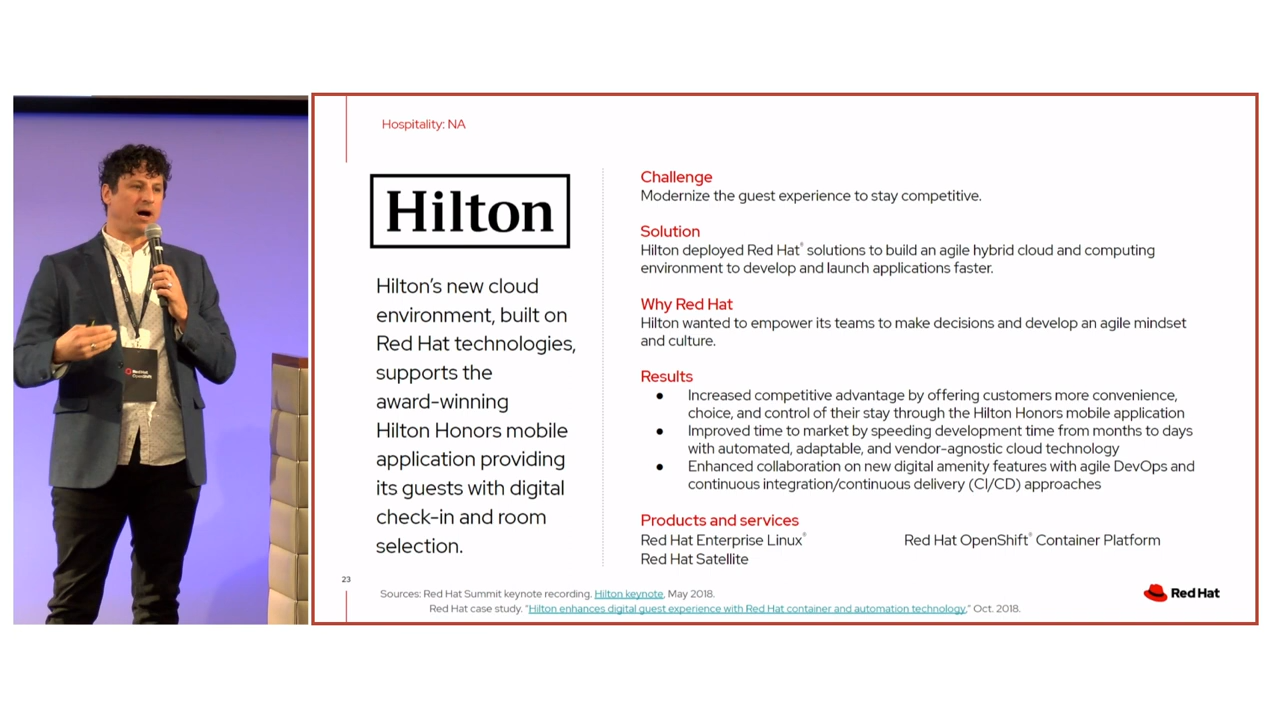 Hospitality: NA
Hilton
Hilton's new cloud
environment, built on
Red Hat technologies,
supports the
award-winning
Hilton Honors mobile
application providing
its guests with digital
check-in and room
selection.
Challenge
Modernize the guest experience to stay competitive.
Solution
Hilton deployed Red Hat® solutions to build an agile hybrid cloud and computing
environment to develop and launch applications faster.
Why Red Hat
Hilton wanted to empower its teams to make decisions and develop an agile mindset
and culture.
Results
● Increased competitive advantage by offering customers more convenience,
choice, and control of their stay through the Hilton Honors mobile application
● Improved time to market by speeding development time from months to days
with automated, adaptable, and vendor-agnostic cloud technology
● Enhanced collaboration on new digital amenity features with agile DevOps and
continuous integration/continuous delivery (CI/CD) approaches
Products and services
Red Hat Enterprise Linux®
Red Hat Satellite
Red Hat OpenShift® Container Platform
23
Sources: Red Hat Summit keynote recording. Hilton keynote, May 2018.
Red Hat case study. "Hilton enhances digital guest experience with Red Hat container and automation technology," Oct. 2018.
Red Hat
Red Hat
OpenShift